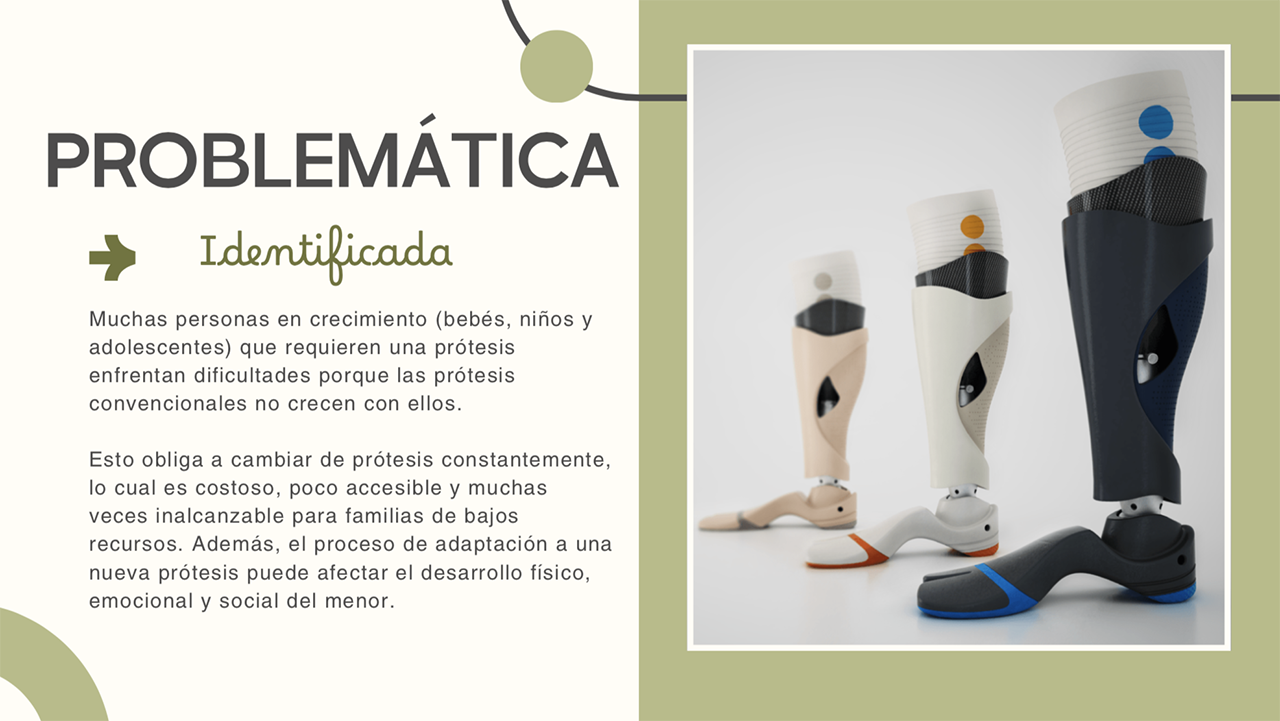 PROBLEMÁTICA
Identificada
Muchas personas en crecimiento (bebés, niños y
adolescentes) que requieren una prótesis
enfrentan dificultades porque las prótesis
convencionales no crecen con ellos.
Esto obliga a cambiar de prótesis constantemente,
lo cual es costoso, poco accesible y muchas
veces inalcanzable para familias de bajos
recursos. Además, el proceso de adaptación a una
nueva prótesis puede afectar el desarrollo físico,
emocional y social del menor.